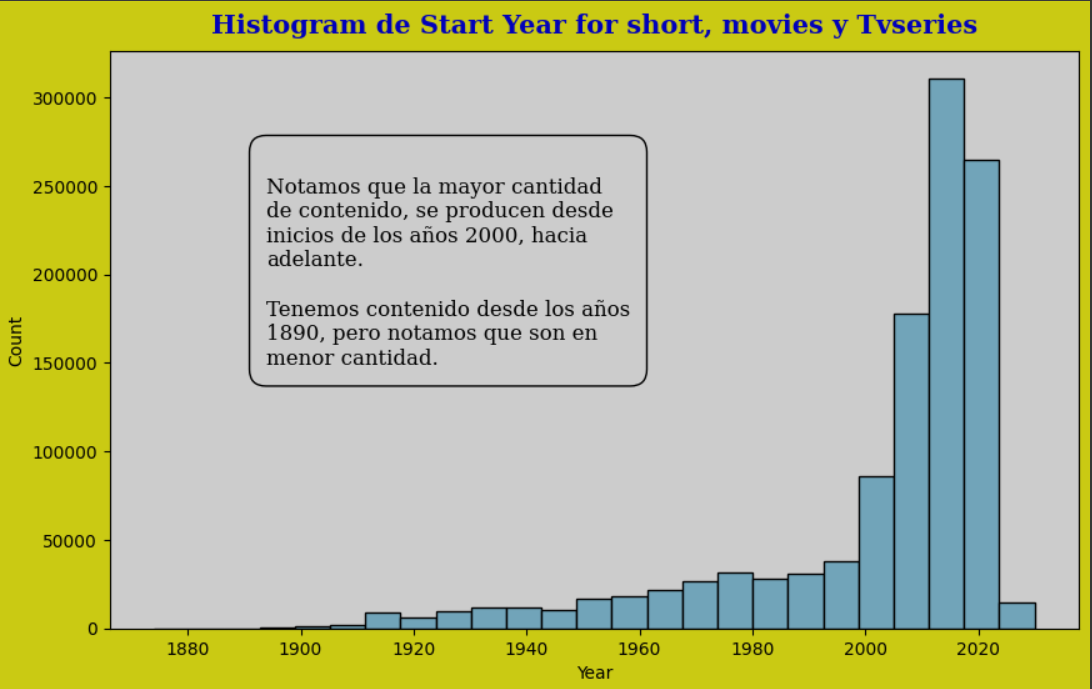 Histogram de Start Year for short, movies y Tvseries
300000
250000
200000
150000
100000
50000
0
Count
Notamos que la mayor cantidad
de contenido, se producen desde
inicios de los años 2000, hacia
adelante.
Tenemos contenido desde los años
1890, pero notamos que son en
menor cantidad.
1880 1900 1920 1940 1960 1980 2000 2020
Year